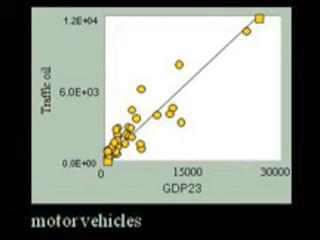 1.2E+04
Traffic oil
6.0E+03
0.0E+00
0
15000
30000
GDP23
motor vehicles